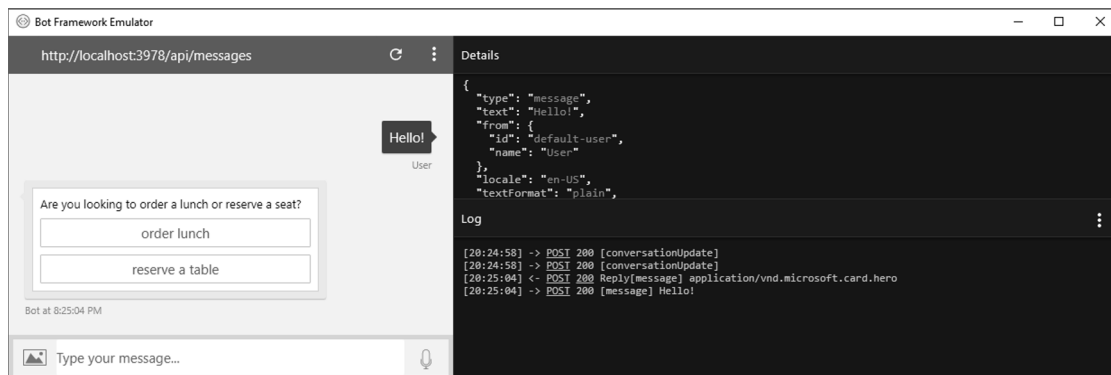 Bot Framework Emulator
http://localhost:3978/api/messages
Hello!
User
Are you looking to order a lunch or reserve a seat?
order lunch
reserve a table
Bot at 8:25:04 PM
Type your message...
Details
{
"type": "message",
"text": "Hello!",
"from": {
"id": "default-user",
"name": "User"
},
"locale": "en-US",
"textFormat": "plain",
Log
[20:24:58] -> POST 200 [conversationUpdate]
[20:24:58] -> POST 200 [conversationUpdate]
[20:25:04] <- POST 200 Reply[message] application/vnd.microsoft.card.hero
[20:25:04] -> POST 200 [message] Hello!